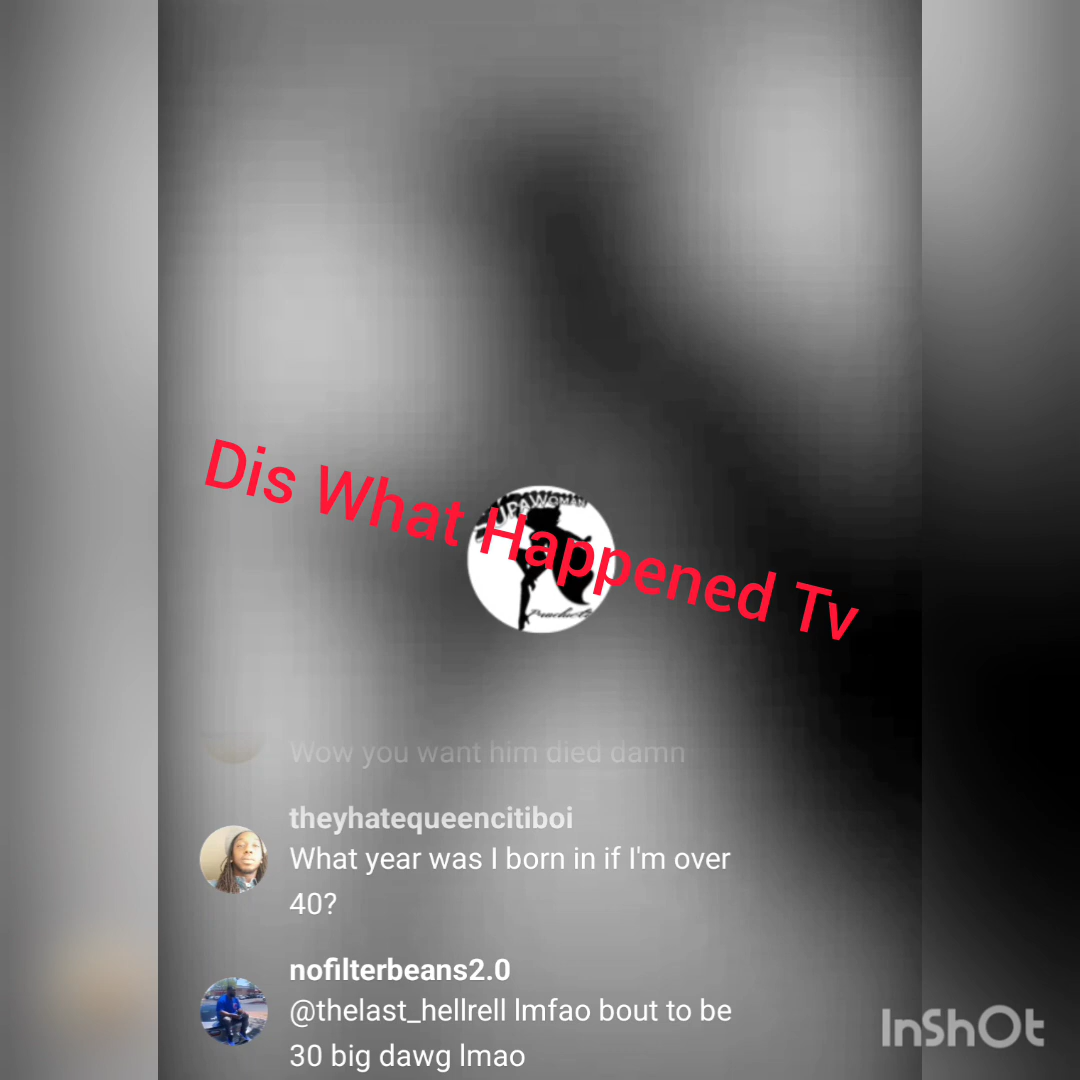 Dis What Happened Tv
UPAWOMAN
Wow you want him died damn
theyhatequeencitiboi
What year was I born in if I'm over
40?
nofilterbeans2.0
@thelast_hellrell lmfao bout to be
30 big dawg lmao
InShOt